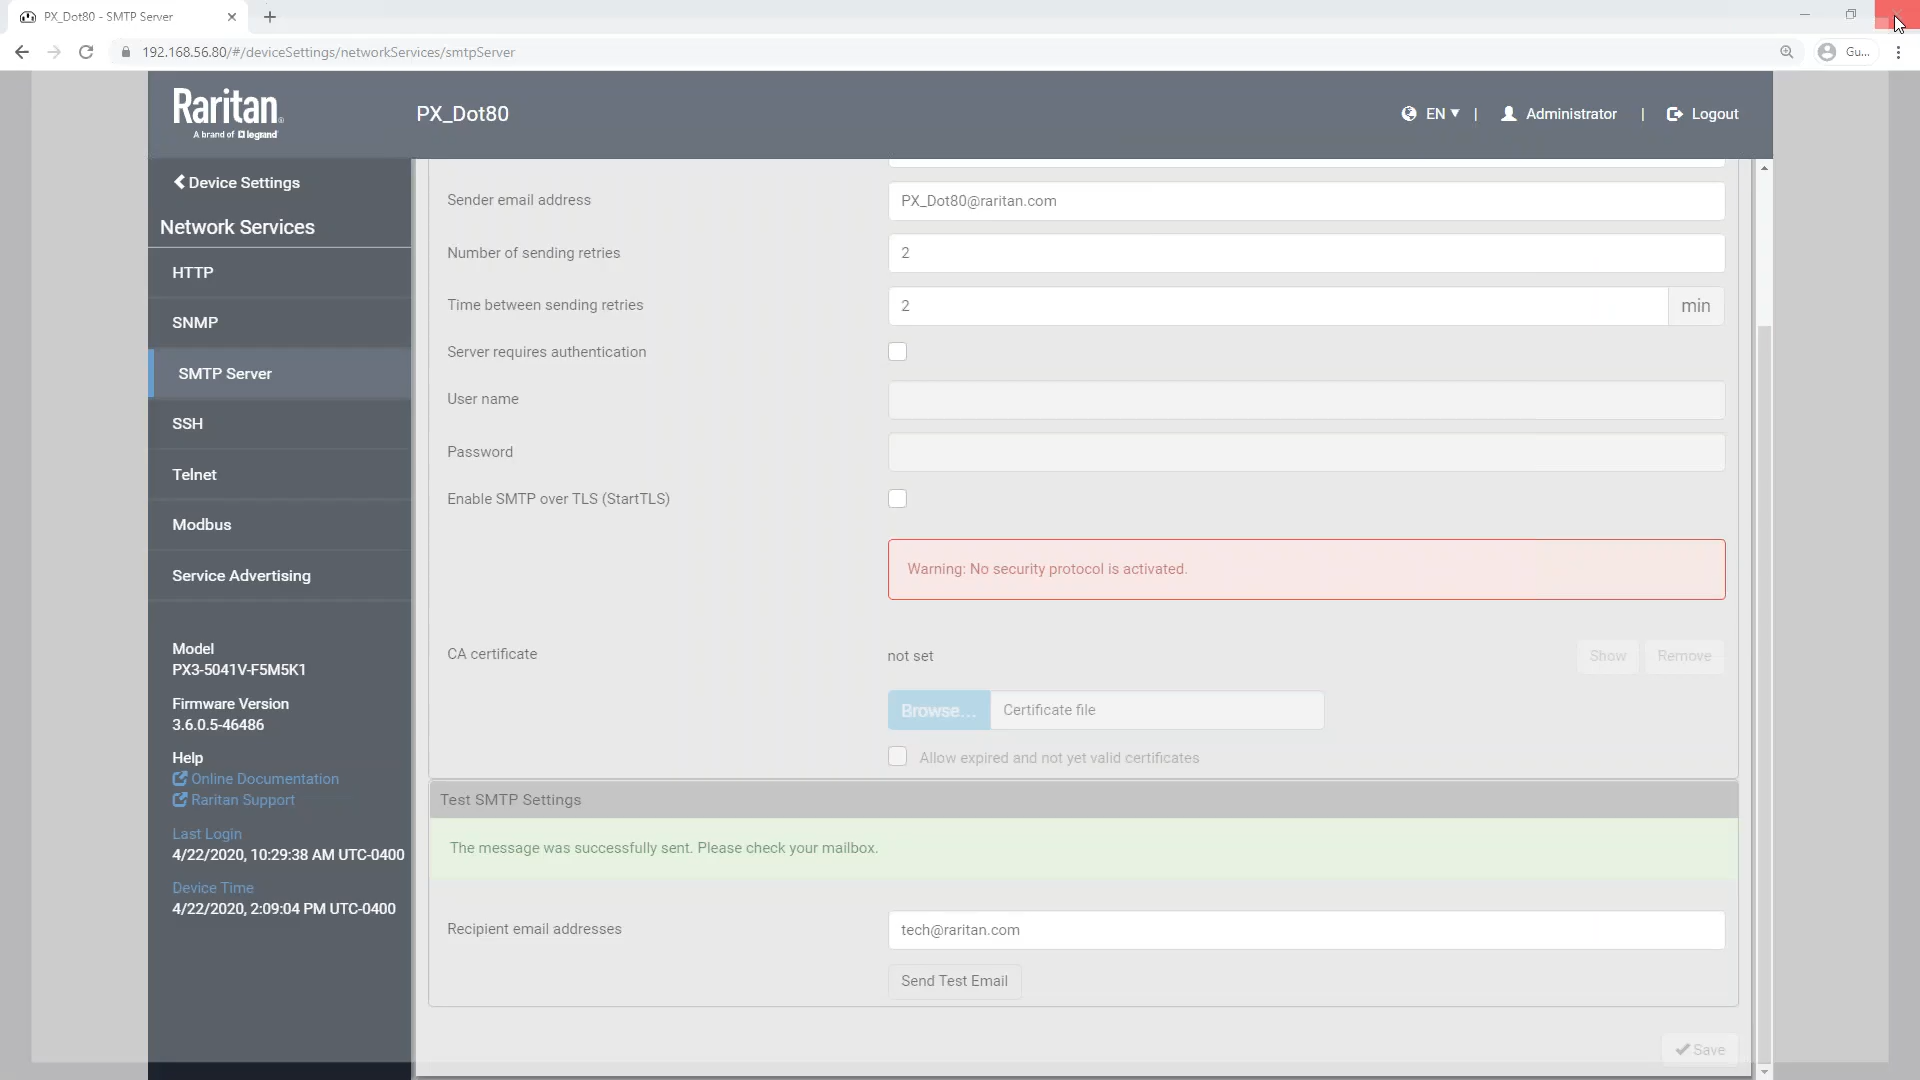 PX_Dot80 - SMTP Server
192.168.56.80/#/deviceSettings/networkServices/smtpServer
Gu...
Raritan.
A brand of legrand
PX_Dot80
EN
|
Administrator
|
Logout
Device Settings
Network Services
HTTP
SNMP
SMTP Server
SSH
Telnet
Modbus
Service Advertising
Model
PX3-5041V-F5M5K1
Firmware Version
3.6.0.5-46486
Help
Online Documentation
Raritan Support
Last Login
4/22/2020, 10:29:38 AM UTC-0400
Device Time
4/22/2020, 2:09:04 PM UTC-0400
Sender email address
PX_Dot80@raritan.com
Number of sending retries
2
Time between sending retries
2
min
Server requires authentication
User name
Password
Enable SMTP over TLS (StartTLS)
Warning: No security protocol is activated.
CA certificate
not set
Show
Remove
Browse...
Certificate file
Allow expired and not yet valid certificates
Test SMTP Settings
The message was successfully sent. Please check your mailbox.
Recipient email addresses
tech@raritan.com
Send Test Email
Save